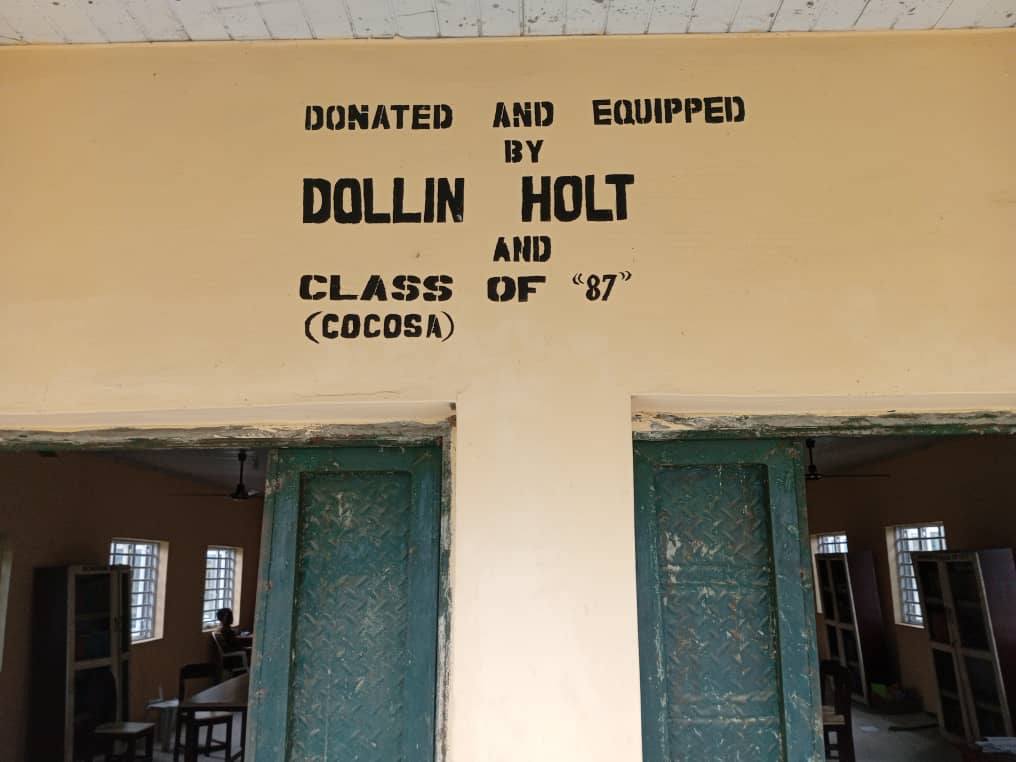 DONATED AND EQUIPPED
BY
DOLLIN HOLT
AND
CLASS OF "87"
(COCOSA)